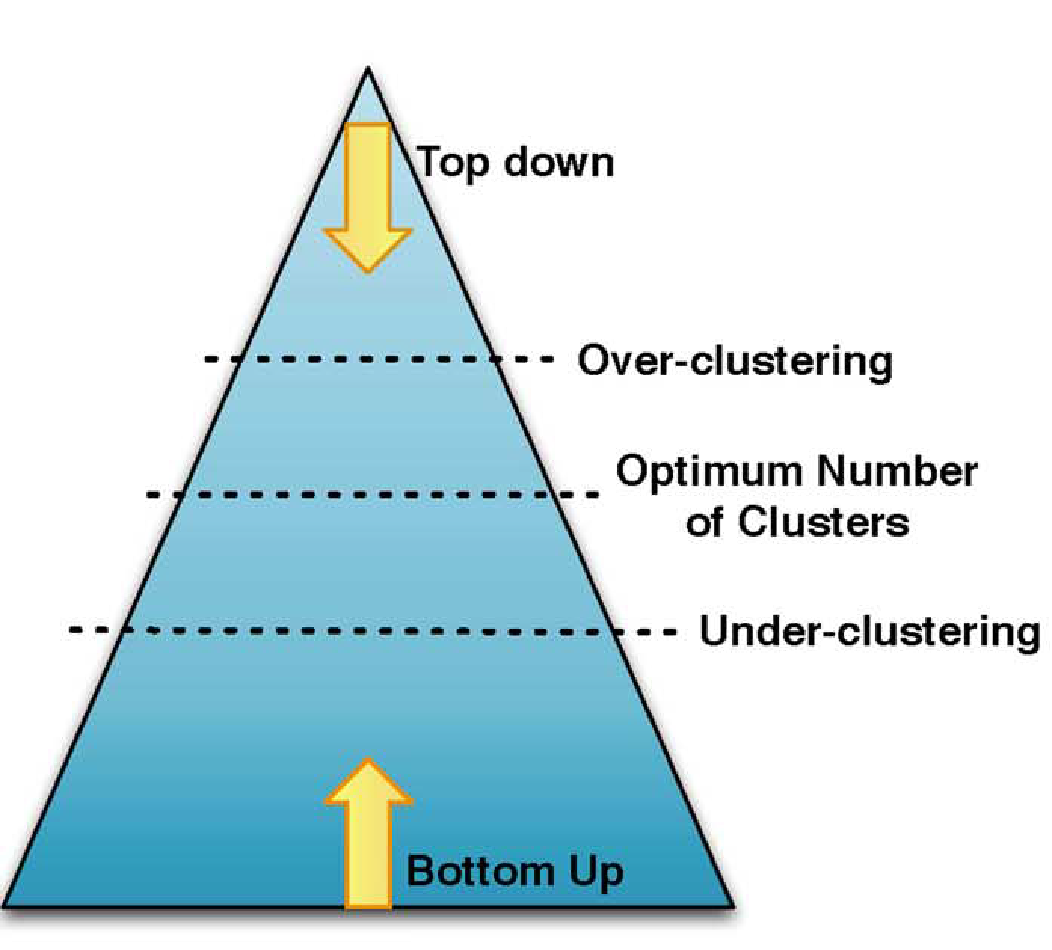 Top down
Over-clustering
Optimum Number
of Clusters
Under-clustering
Bottom Up